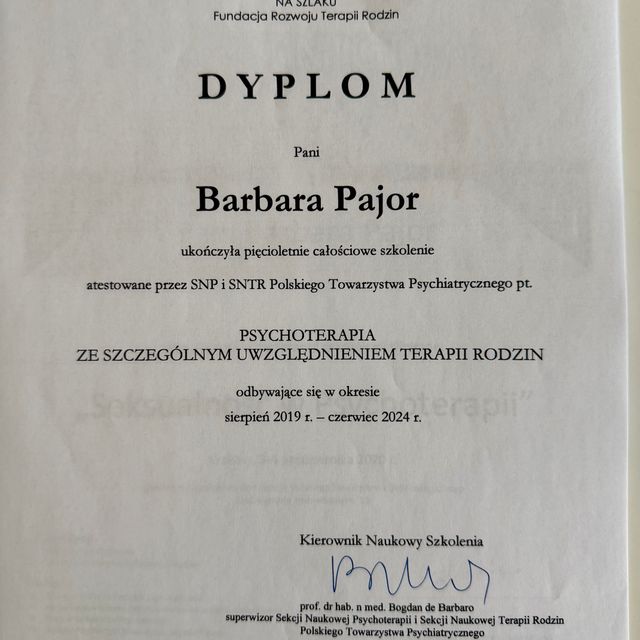 NA SZLAKU
Fundacja Rozwoju Terapii Rodzin
DYPLOM
Pani
Barbara Pajor
ukończyła pięcioletnie całościowe szkolenie
atestowane przez SNP i SNTR Polskiego Towarzystwa Psychiatrycznego pt.
PSYCHOTERAPIA
ZE SZCZEGÓLNYM UWZGLĘDNIENIEM TERAPII RODZIN
odbywające się w okresie
sierpień 2019 r. – czerwiec 2024 r.
Kierownik Naukowy Szkolenia
prof. dr hab. n med. Bogdan de Barbaro
superwizor Sekcji Naukowej Psychoterapii i Sekcji Naukowej Terapii Rodzin
Polskiego Towarzystwa Psychiatrycznego